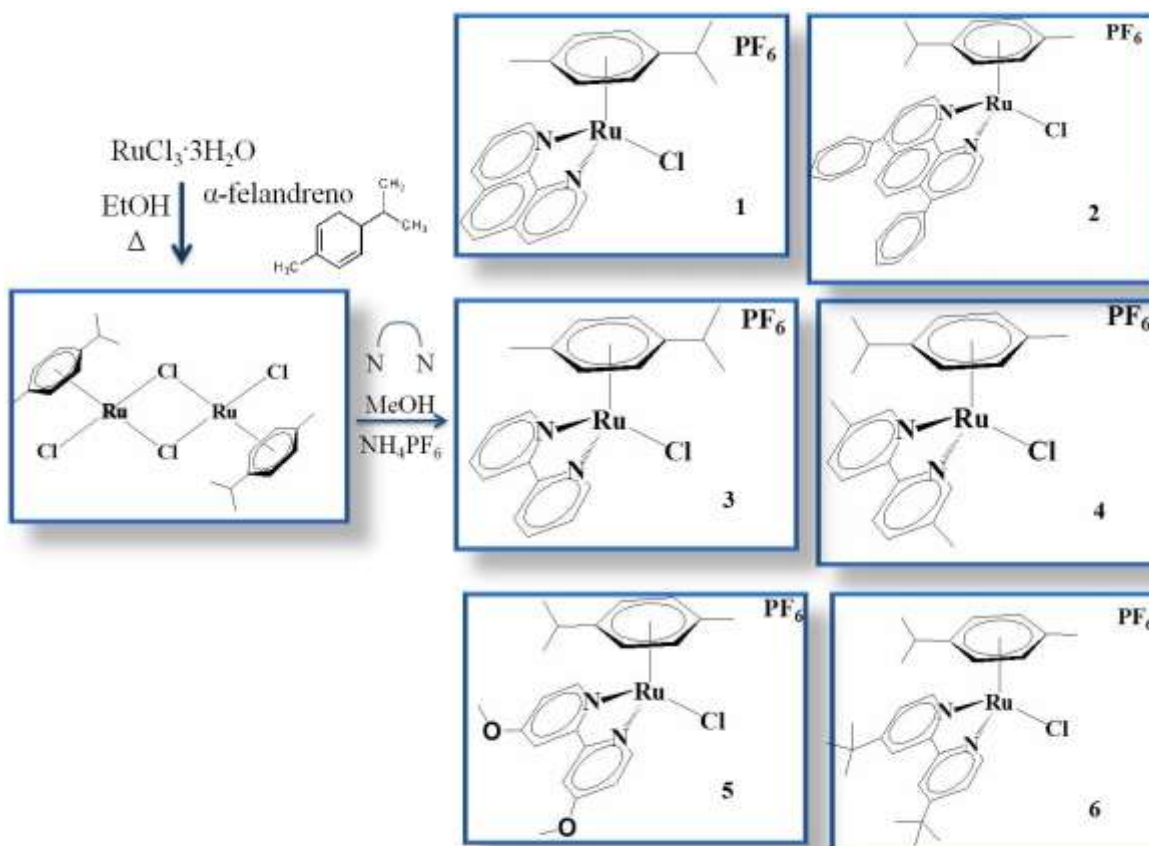 RuCl₃·3H₂O
EtOH
Δ
α-felandreno
CH₃
CH₃
H₃C
Cl
Cl
Ru
Ru
Cl
Cl
N N
MeOH
NH₄PF₆
PF₆
N
Ru
N
Cl
1
PF₆
N
Ru
N
Cl
2
PF₆
N
Ru
N
Cl
3
PF₆
N
Ru
N
Cl
4
PF₆
N
Ru
N
Cl
O
O
5
PF₆
N
Ru
N
Cl
6